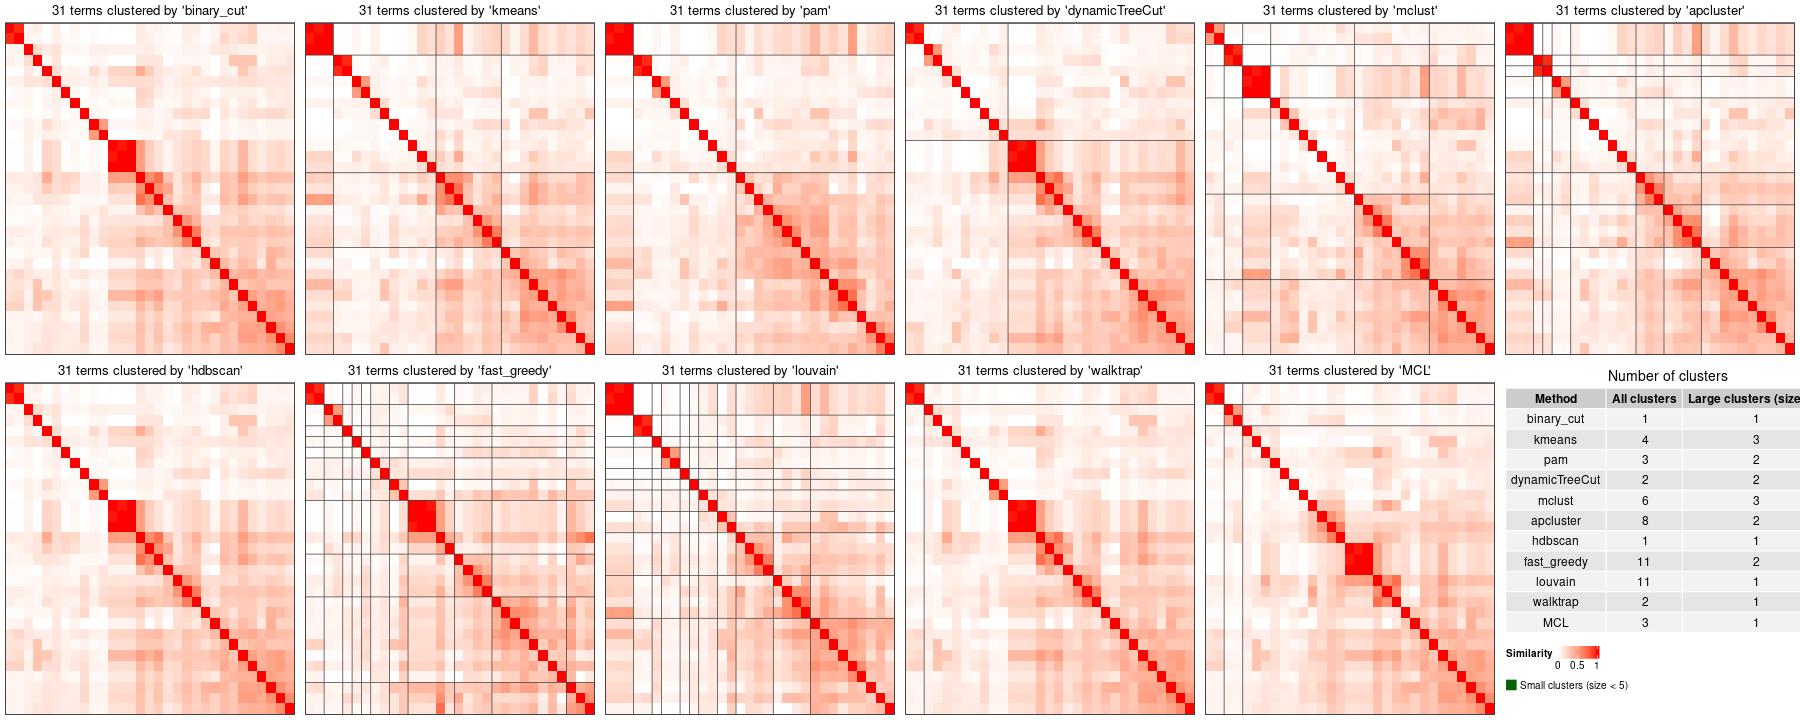 31 terms clustered by 'binary_cut'
31 terms clustered by 'kmeans'
31 terms clustered by 'pam'
31 terms clustered by 'dynamicTreeCut'
31 terms clustered by 'mclust'
31 terms clustered by 'apcluster'
31 terms clustered by 'hdbscan'
31 terms clustered by 'fast_greedy'
31 terms clustered by 'louvain'
31 terms clustered by 'walktrap'
31 terms clustered by 'MCL'
Number of clusters
Method All clusters Large clusters (size
binary_cut 1 1
kmeans 4 3
pam 3 2
dynamicTreeCut 2 2
mclust 6 3
apcluster 8 2
hdbscan 1 1
fast_greedy 11 2
louvain 11 1
walktrap 2 1
MCL 3 1
Similarity
0 0.5 1
Small clusters (size < 5)